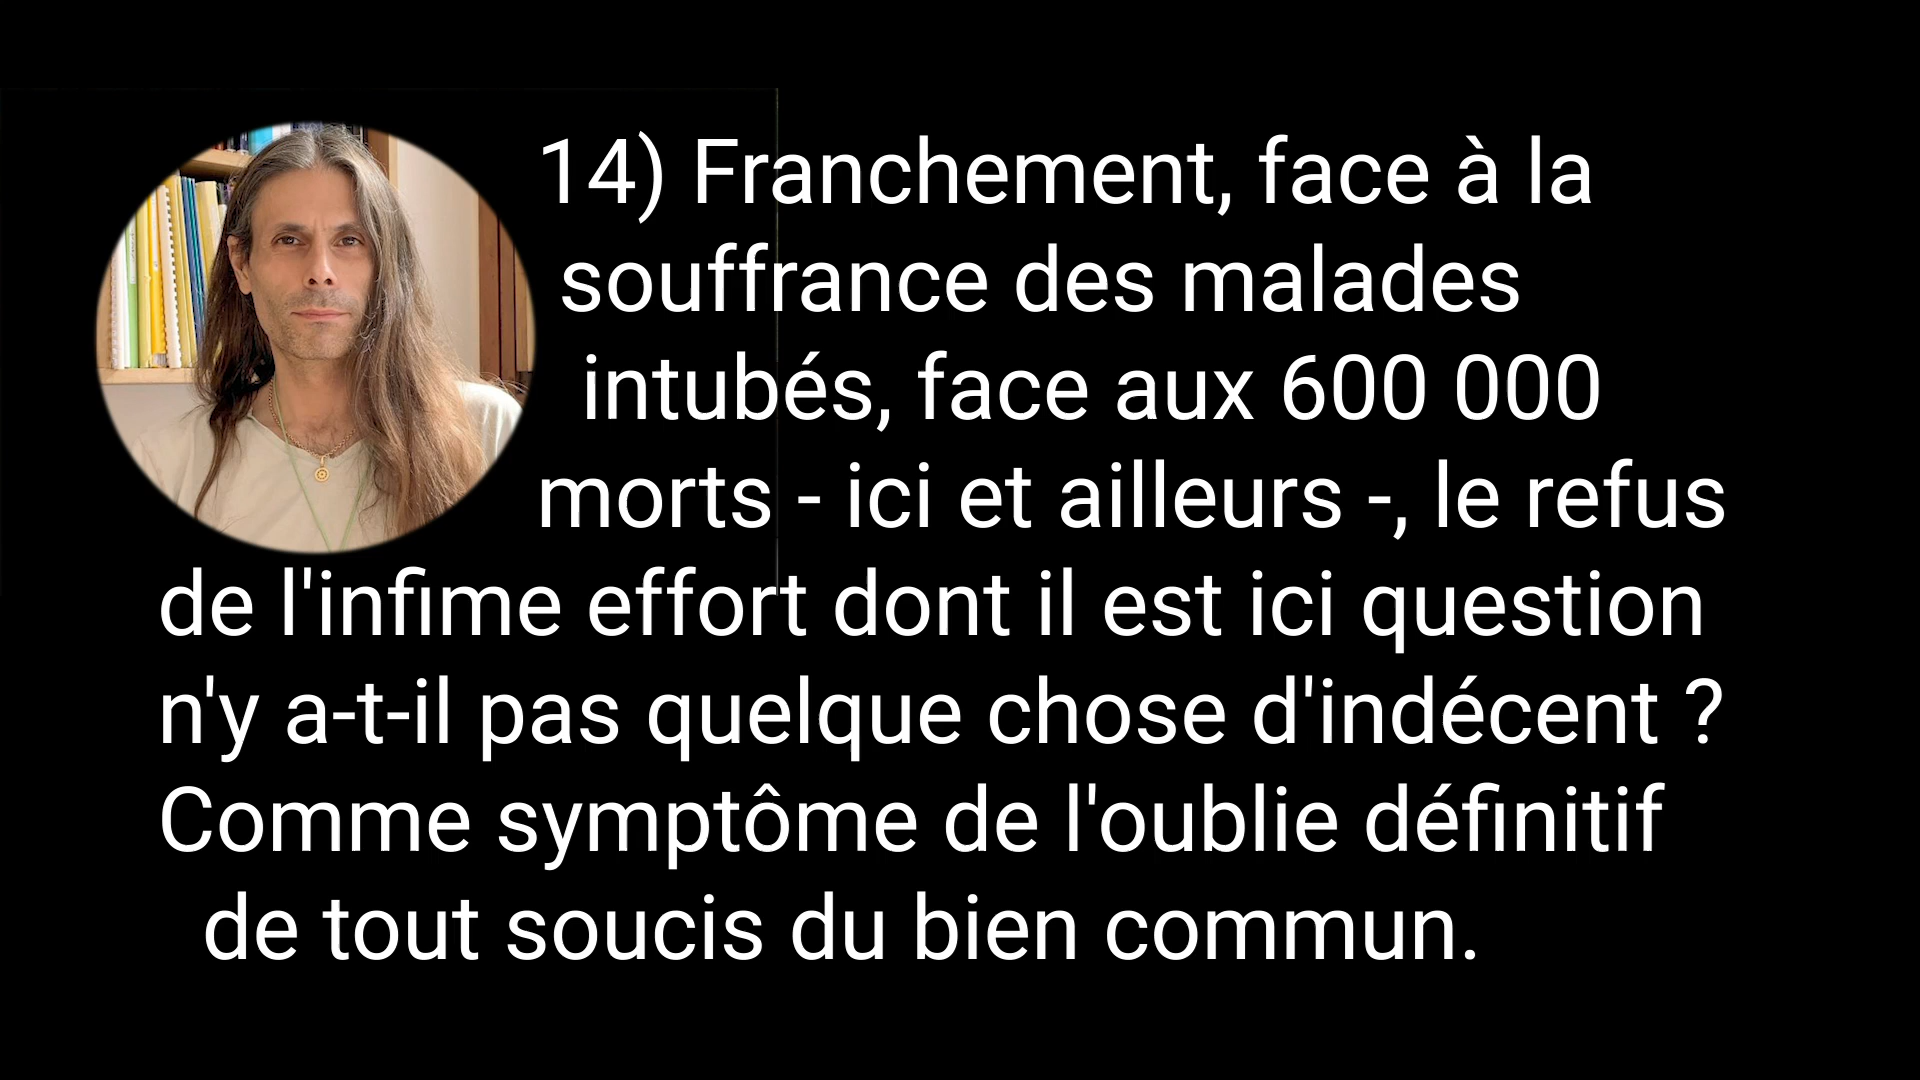 14) Franchement, face à la
souffrance des malades
intubés, face aux 600 000
morts - ici et ailleurs -, le refus
de l'infime effort dont il est ici question
n'y a-t-il pas quelque chose d'indécent ?
Comme symptôme de l'oublie définitif
de tout soucis du bien commun.